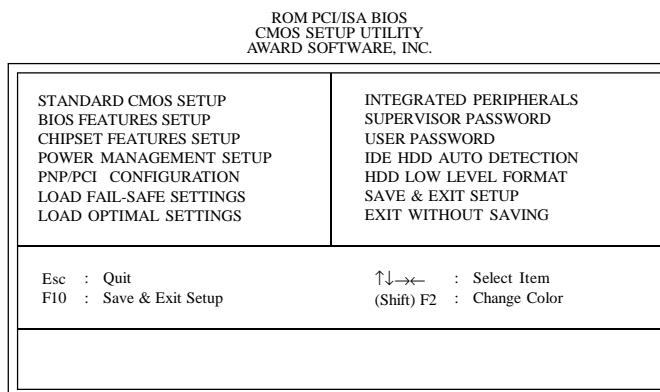 ROM PCI/ISA BIOS
CMOS SETUP UTILITY
AWARD SOFTWARE, INC.
STANDARD CMOS SETUP
BIOS FEATURES SETUP
CHIPSET FEATURES SETUP
POWER MANAGEMENT SETUP
PNP/PCI CONFIGURATION
LOAD FAIL-SAFE SETTINGS
LOAD OPTIMAL SETTINGS
INTEGRATED PERIPHERALS
SUPERVISOR PASSWORD
USER PASSWORD
IDE HDD AUTO DETECTION
HDD LOW LEVEL FORMAT
SAVE & EXIT SETUP
EXIT WITHOUT SAVING
Esc : Quit
F10 : Save & Exit Setup
↑↓→← : Select Item
(Shift) F2 : Change Color